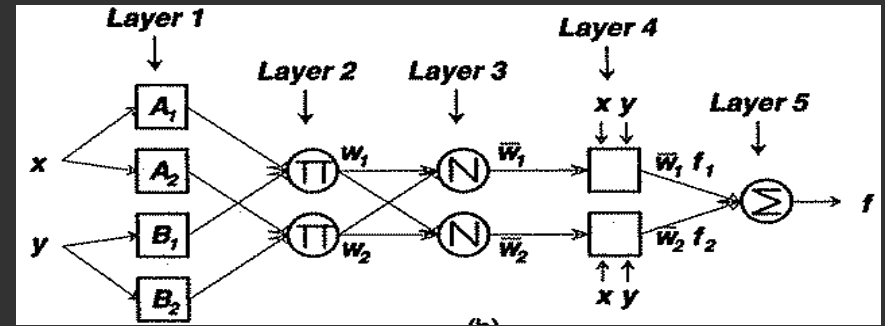 Layer 1
Layer 4
Layer 2
Layer 3
x y
Layer 5
A₁
x
A₂
Π
w₁
N
w̅₁
w̅₁ f₁
Σ
f
B₁
y
Π
w₂
N
w̅₂
w̅₂ f₂
B₂
x y
(b)